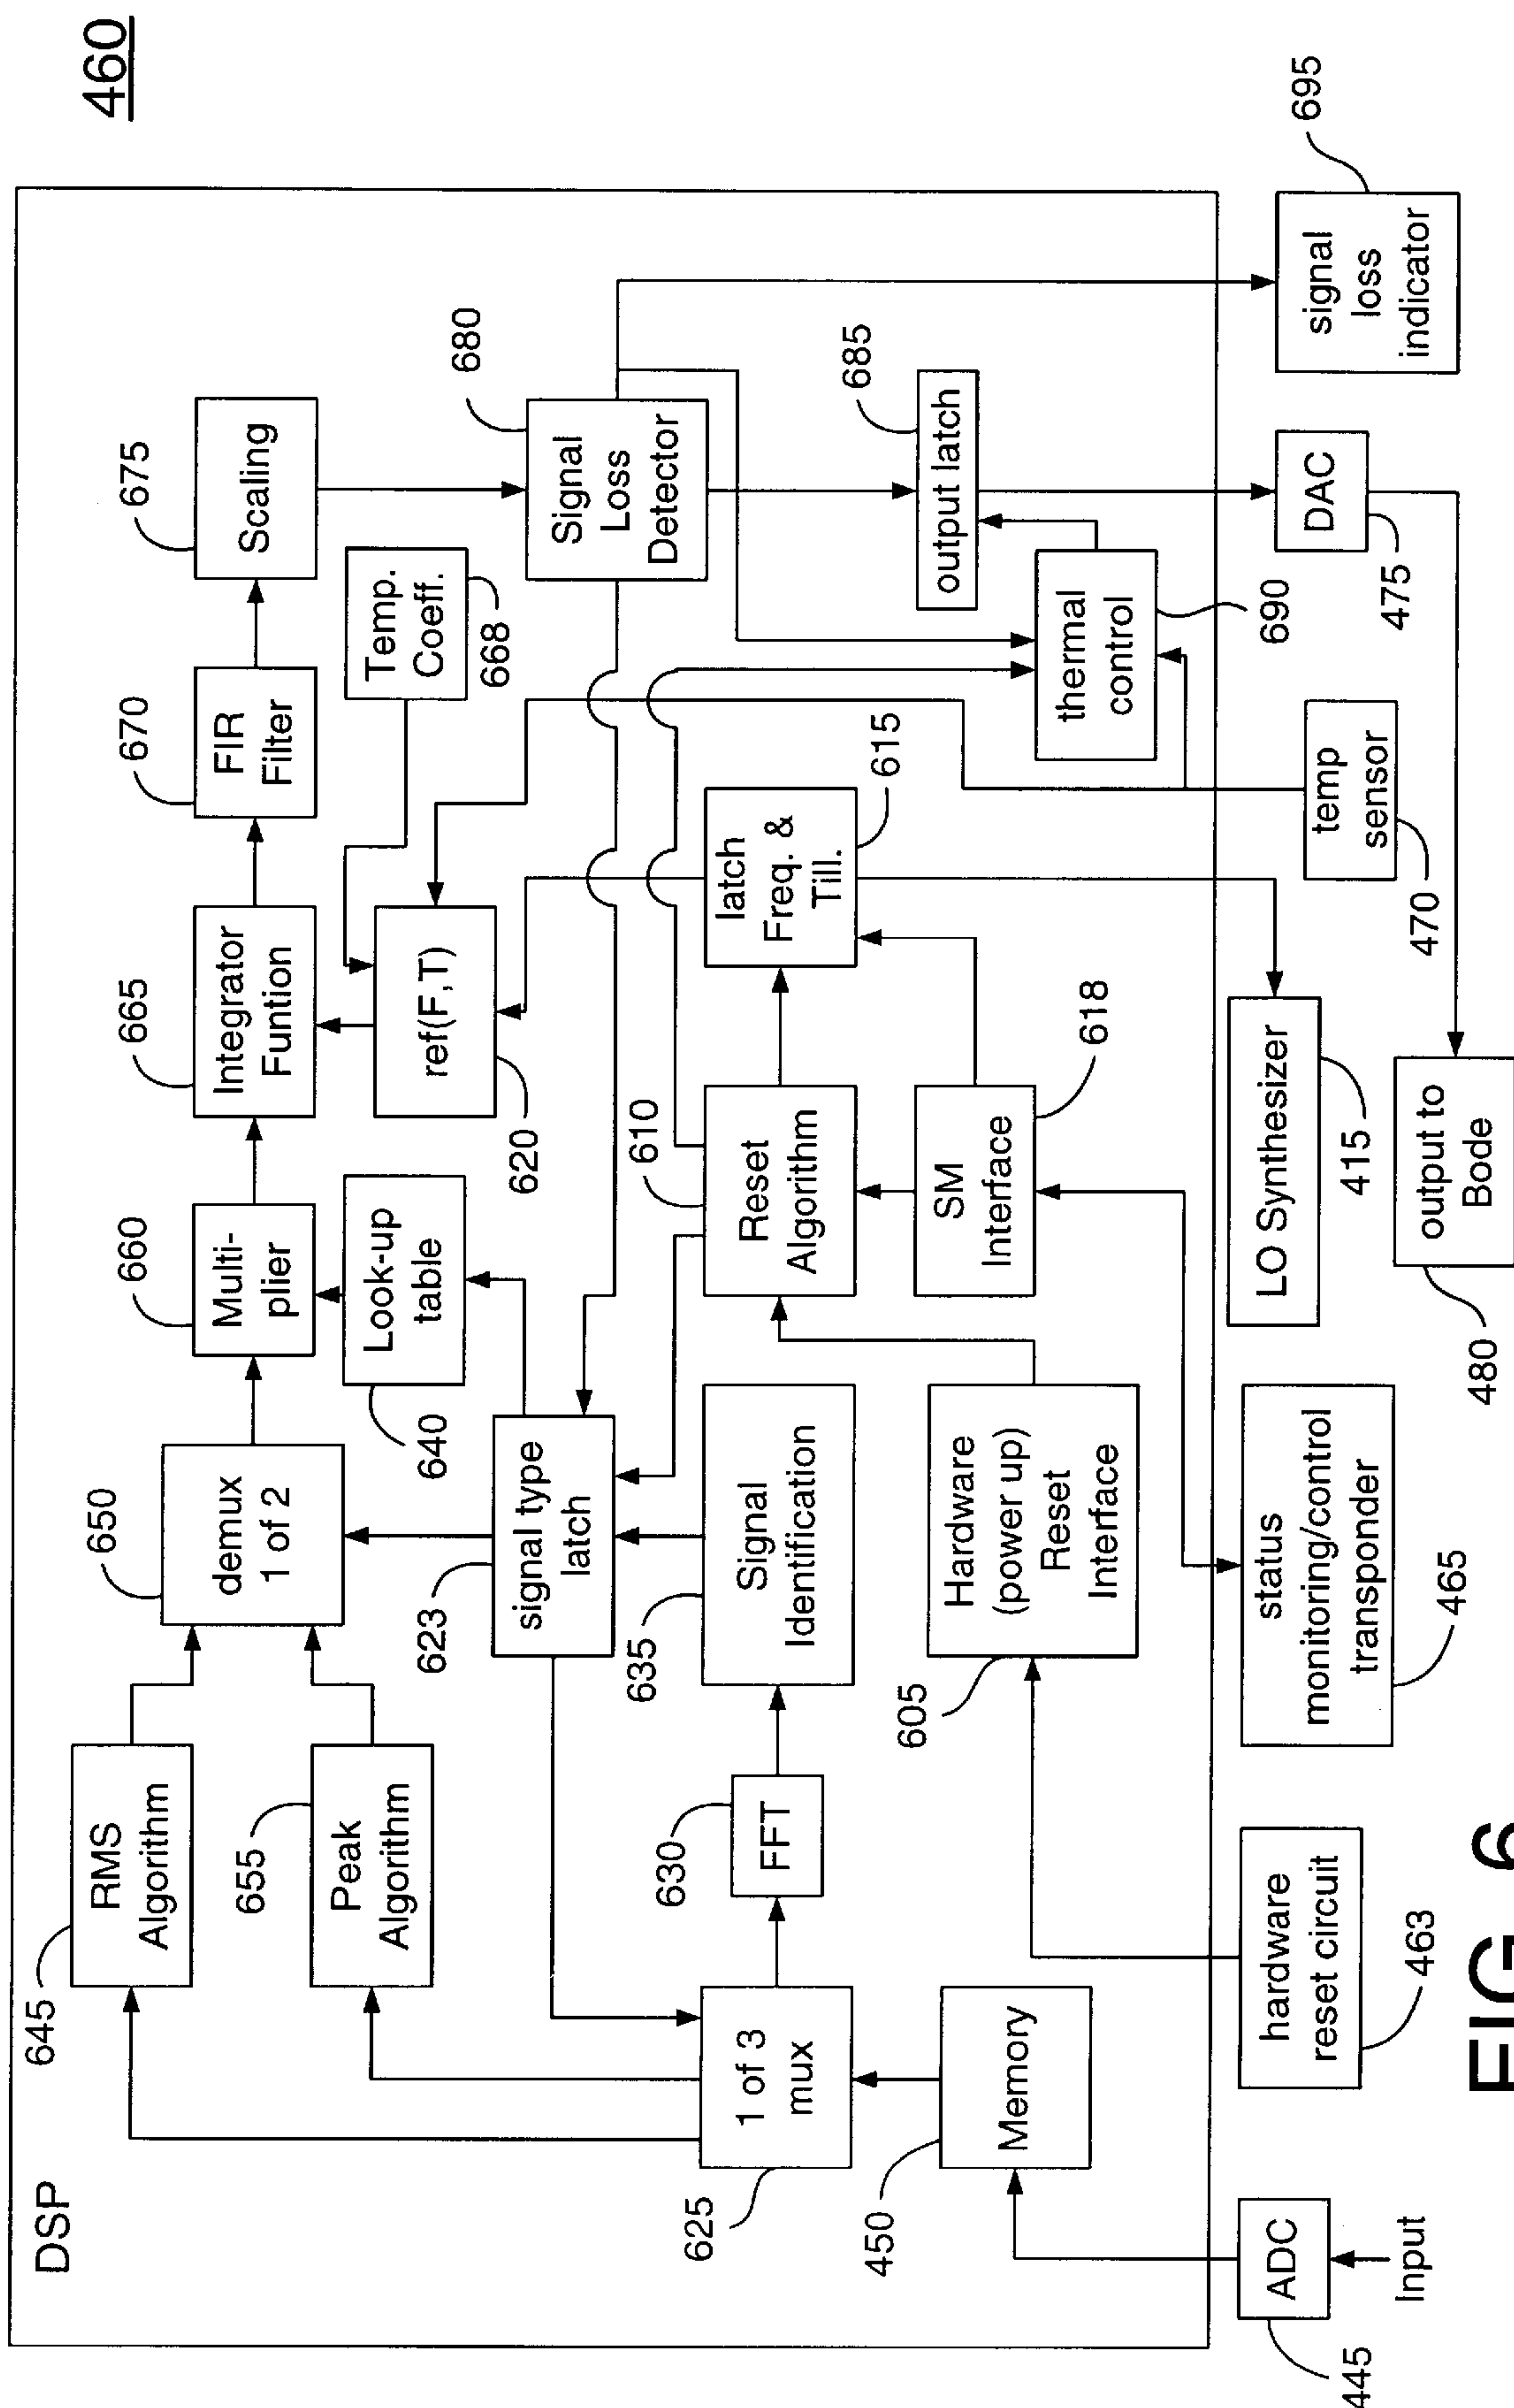 460
DSP
645
RMS
Algorithm
655
Peak
Algorithm
650
demux
1 of 2
660
Multi-
plier
640
Look-up
table
665
Integrator
Funtion
620
ref(F,T)
670
FIR
Filter
668
Temp.
Coeff.
675
Scaling
680
Signal
Loss
Detector
623
signal type
latch
625
1 of 3
mux
630
FFT
635
Signal
Identification
610
Reset
Algorithm
615
latch
Freq. &
Till.
685
output latch
690
thermal
control
450
Memory
605
Hardware
(power up)
Reset
Interface
618
SM
Interface
445
ADC
Input
463
hardware
reset circuit
465
status
monitoring/control
transponder
415
LO Synthesizer
480
output to
Bode
470
temp
sensor
475
DAC
695
signal
loss
indicator
FIG. 6